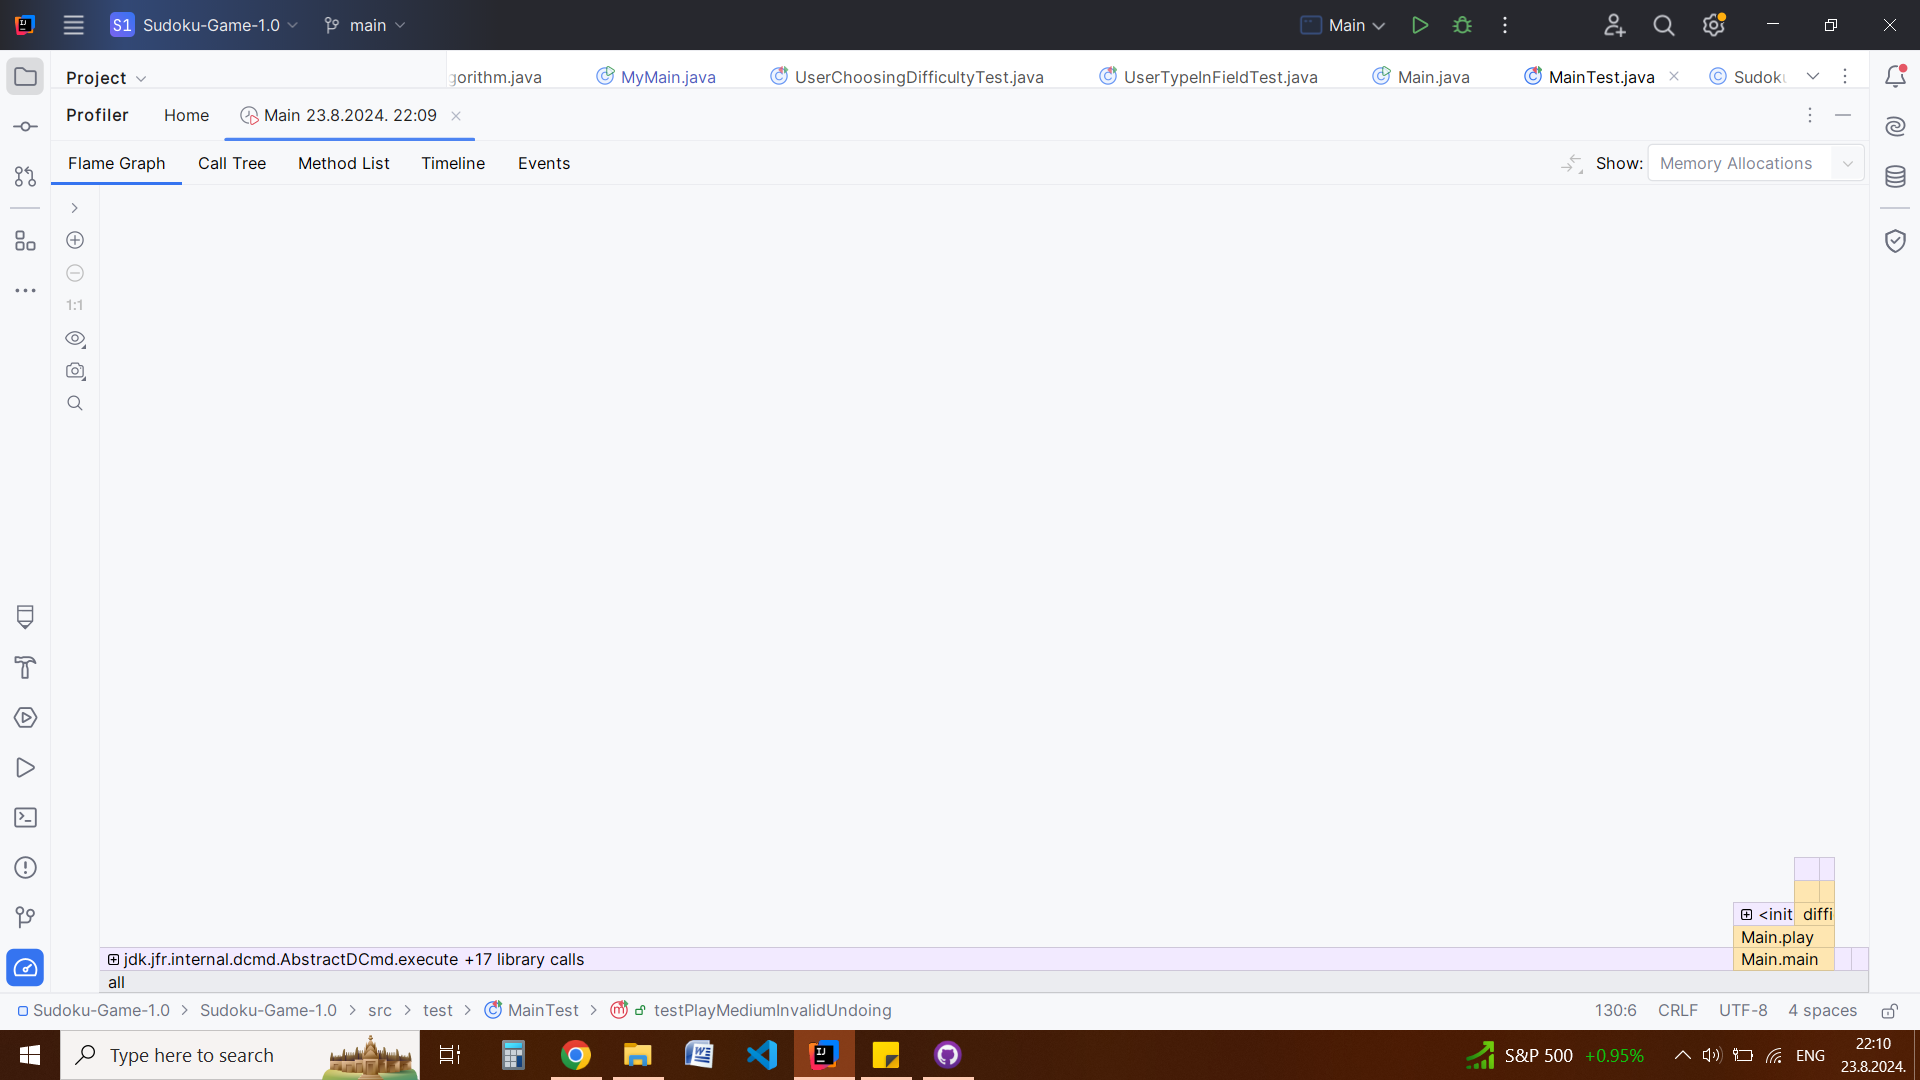 S1 Sudoku-Game-1.0 main Main
Project gorithm.java MyMain.java UserChoosingDifficultyTest.java UserTypeInFieldTest.java Main.java MainTest.java Sudoku
Profiler Home Main 23.8.2024. 22:09
Flame Graph Call Tree Method List Timeline Events Show: Memory Allocations
1:1
<init diffi
Main.play
jdk.jfr.internal.dcmd.AbstractDCmd.execute +17 library calls Main.main
all
Sudoku-Game-1.0 > Sudoku-Game-1.0 > src > test > MainTest > testPlayMediumInvalidUndoing 130:6 CRLF UTF-8 4 spaces
Type here to search S&P 500 +0.95% ENG 22:10
23.8.2024.